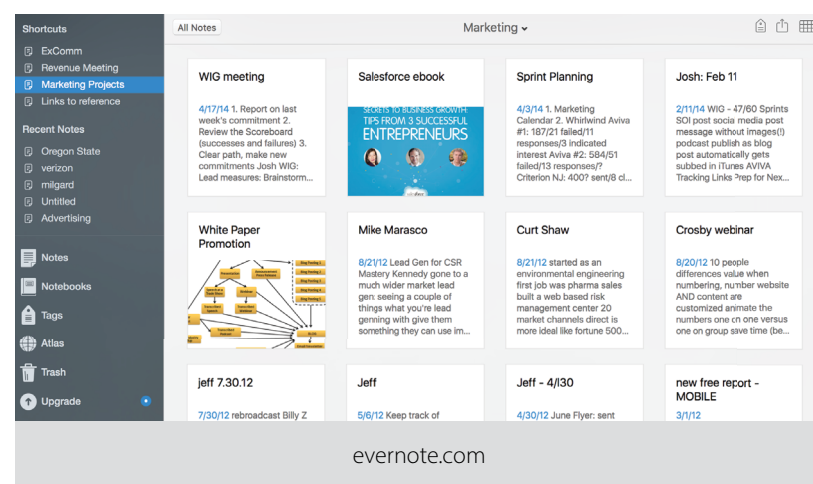 Shortcuts
ExComm
Revenue Meeting
Marketing Projects
Links to reference
Recent Notes
Oregon State
verizon
milgard
Untitled
Advertising
Notes
Notebooks
Tags
Atlas
Trash
Upgrade
All Notes
Marketing
WIG meeting
4/17/14 1. Report on last
week's commitment 2.
Review the Scoreboard
(successes and failures) 3.
Clear path, make new
commitments Josh WIG:
Lead measures: Brainstorm...
Salesforce ebook
SECRETS TO BUSINESS GROWTH:
TIPS FROM 3 SUCCESSFUL
ENTREPRENEURS
Sprint Planning
4/3/14 1. Marketing
Calendar 2. Whirlwind Aviva
#1: 187/21 failed/11
responses/3 indicated
interest Aviva #2: 584/51
failed/13 responses/?
Criterion NJ: 400? sent/8 cl...
Josh: Feb 11
2/11/14 WIG - 47/60 Sprints
SOI post social media post
message without images(!)
podcast publish as blog
post automatically gets
subbed in iTunes AVIVA
Tracking Links Prep for Nex...
White Paper
Promotion
Mike Marasco
8/21/12 Lead Gen for CSR
Mastery Kennedy gone to a
much wider market lead
gen: seeing a couple of
things what you're lead
genning with give them
something they can use im...
Curt Shaw
8/21/12 started as an
environmental engineering
first job was pharma sales
built a web based risk
management center 20
market channels direct is
more ideal like fortune 500...
Crosby webinar
8/20/12 10 people
differences value when
numbering, number website
AND content are
customized animate the
numbers one on one versus
one on group save time (be...
jeff 7.30.12
7/30/12 rebroadcast Billy Z
Jeff
5/6/12 Keep track of
Jeff - 4/30
4/30/12 June Flyer: sent
new free report -
MOBILE
3/1/12
evernote.com